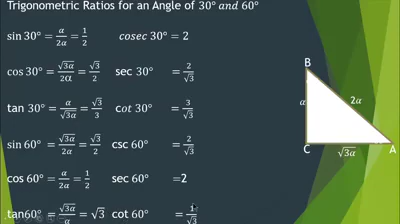 Trigonometric Ratios for an Angle of 30° and 60°
sin 30° = α/2α = 1/2 cosec 30° = 2
cos 30° = √3α/2α = √3/2 sec 30° = 2/√3
tan 30° = α/√3α = √3/3 cot 30° = 3/√3
sin 60° = √3α/2α = √3/2 csc 60° = 2/√3
cos 60° = α/2α = 1/2 sec 60° =2
tan60° = √3α/α = √3 cot 60° = 1/√3
B
α
2α
C
√3α
A